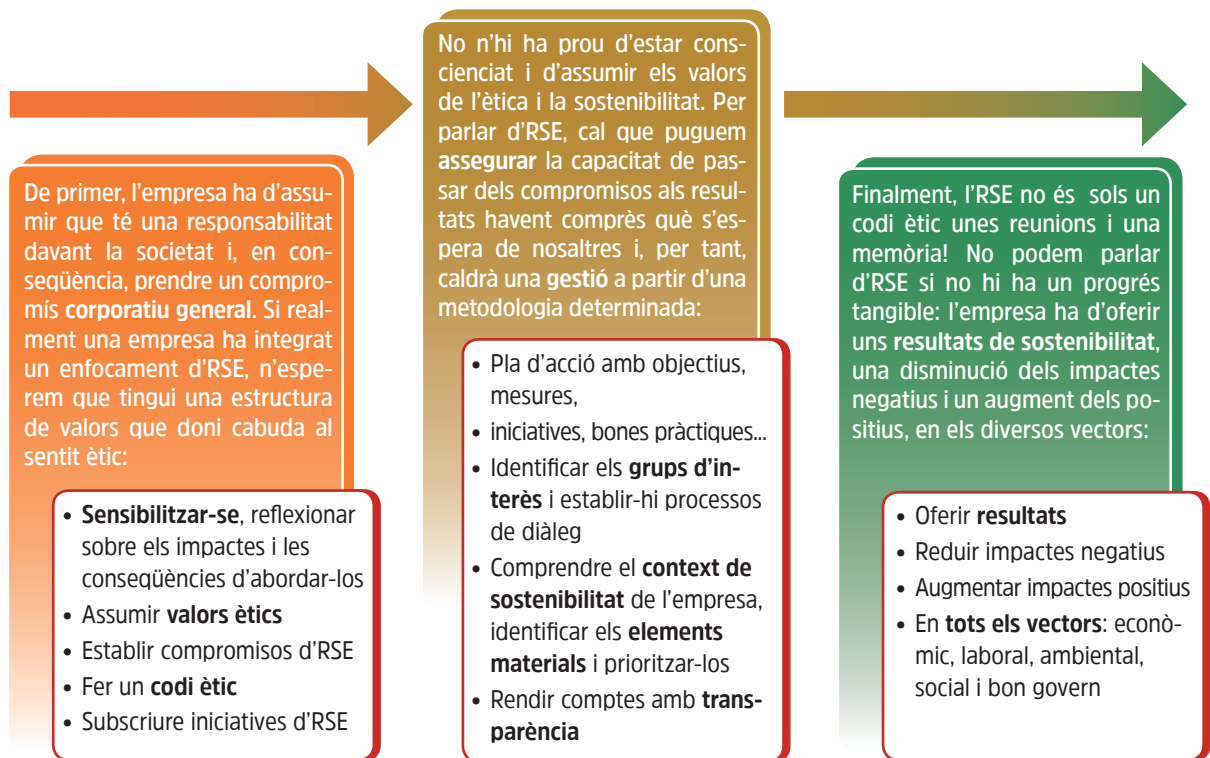 De primer, l'empresa ha d'assu-
mir que té una responsabilitat
davant la societat i, en con-
seqüència, prendre un compro-
mís corporatiu general. Si real-
ment una empresa ha integrat
un enfocament d'RSE, n'espe-
rem que tingui una estructura
de valors que doni cabuda al
sentit ètic:
• Sensibilitzar-se, reflexionar
sobre els impactes i les
conseqüències d'abordar-los
• Assumir valors ètics
• Establir compromisos d'RSE
• Fer un codi ètic
• Subscriure iniciatives d'RSE
No n'hi ha prou d'estar cons-
cienciat i d'assumir els valors
de l'ètica i la sostenibilitat. Per
parlar d'RSE, cal que puguem
assegurar la capacitat de pas-
sar dels compromisos als resul-
tats havent comprès què s'es-
pera de nosaltres i, per tant,
caldrà una gestió a partir d'una
metodologia determinada:
• Pla d'acció amb objectius,
mesures,
• iniciatives, bones pràctiques...
• Identificar els grups d'in-
terès i establir-hi processos
de diàleg
• Comprendre el context de
sostenibilitat de l'empresa,
identificar els elements
materials i prioritzar-los
• Rendir comptes amb trans-
parència
Finalment, l'RSE no és sols un
codi ètic unes reunions i una
memòria! No podem parlar
d'RSE si no hi ha un progrés
tangible: l'empresa ha d'oferir
uns resultats de sostenibilitat,
una disminució dels impactes
negatius i un augment dels po-
sitius, en els diversos vectors:
• Oferir resultats
• Reduir impactes negatius
• Augmentar impactes positius
• En tots els vectors: econò-
mic, laboral, ambiental,
social i bon govern